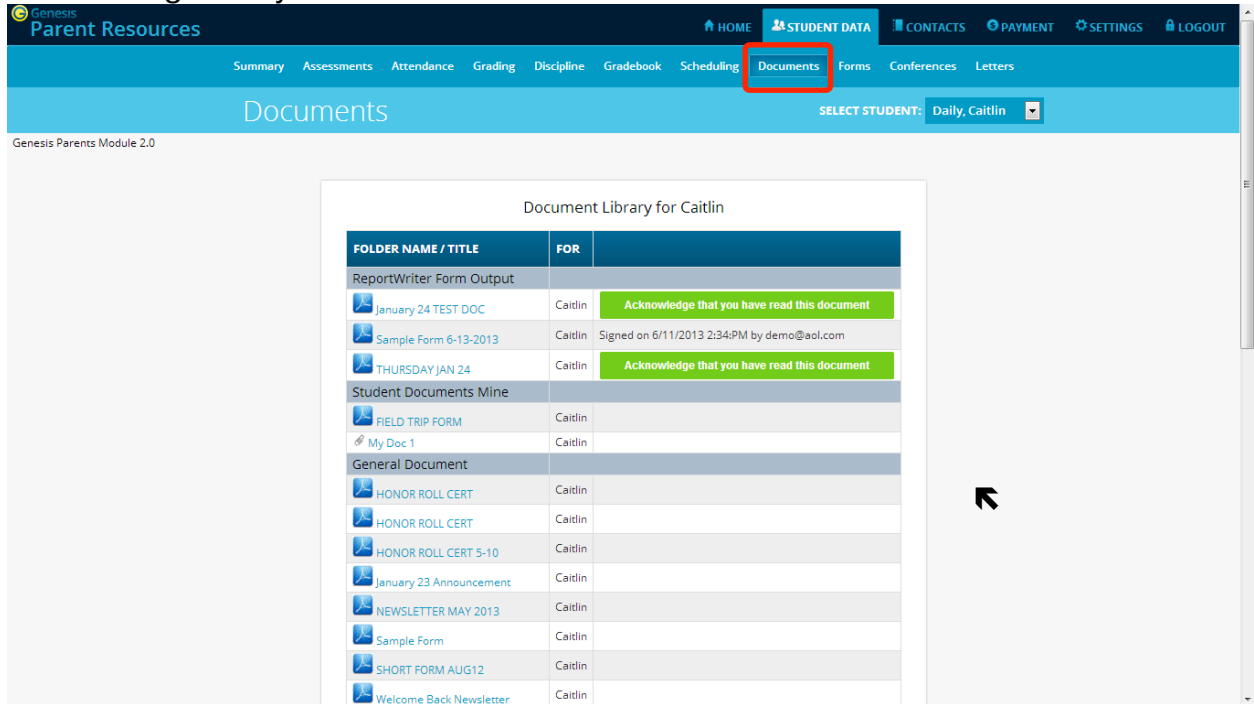 Genesis
Parent Resources
HOME STUDENT DATA CONTACTS PAYMENT SETTINGS LOGOUT
Summary Assessments Attendance Grading Discipline Gradebook Scheduling Documents Forms Conferences Letters
Documents
SELECT STUDENT: Daily, Caitlin
Genesis Parents Module 2.0
Document Library for Caitlin
FOLDER NAME / TITLE FOR
ReportWriter Form Output
January 24 TEST DOC Caitlin Acknowledge that you have read this document
Sample Form 6-13-2013 Caitlin Signed on 6/11/2013 2:34:PM by demo@aol.com
THURSDAY JAN 24 Caitlin Acknowledge that you have read this document
Student Documents Mine
FIELD TRIP FORM Caitlin
My Doc 1 Caitlin
General Document
HONOR ROLL CERT Caitlin
HONOR ROLL CERT Caitlin
HONOR ROLL CERT 5-10 Caitlin
January 23 Announcement Caitlin
NEWSLETTER MAY 2013 Caitlin
Sample Form Caitlin
SHORT FORM AUG12 Caitlin
Welcome Back Newsletter Caitlin